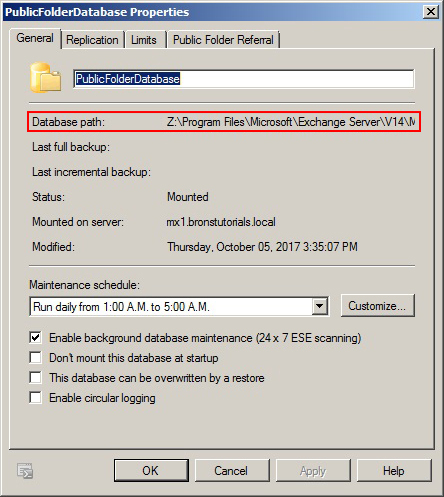 PublicFolderDatabase Properties
General Replication Limits Public Folder Referral
PublicFolderDatabase
Database path: Z:\Program Files\Microsoft\Exchange Server\V14\M
Last full backup:
Last incremental backup:
Status: Mounted
Mounted on server: mx1.bronstutorials.local
Modified: Thursday, October 05, 2017 3:35:07 PM
Maintenance schedule:
Run daily from 1:00 A.M. to 5:00 A.M. Customize...
Enable background database maintenance (24 x 7 ESE scanning)
Don't mount this database at startup
This database can be overwritten by a restore
Enable circular logging
OK Cancel Apply Help